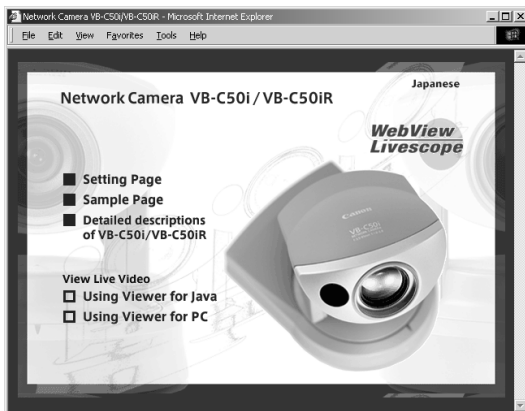 Network Camera VB-C50i/VB-C50iR - Microsoft Internet Explorer
File Edit View Favorites Tools Help
Japanese
Network Camera VB-C50i / VB-C50iR
WebView
Livescope
Setting Page
Sample Page
Detailed descriptions
of VB-C50i/VB-C50iR
Canon
VB-C50i
View Live Video
Using Viewer for Java
Using Viewer for PC